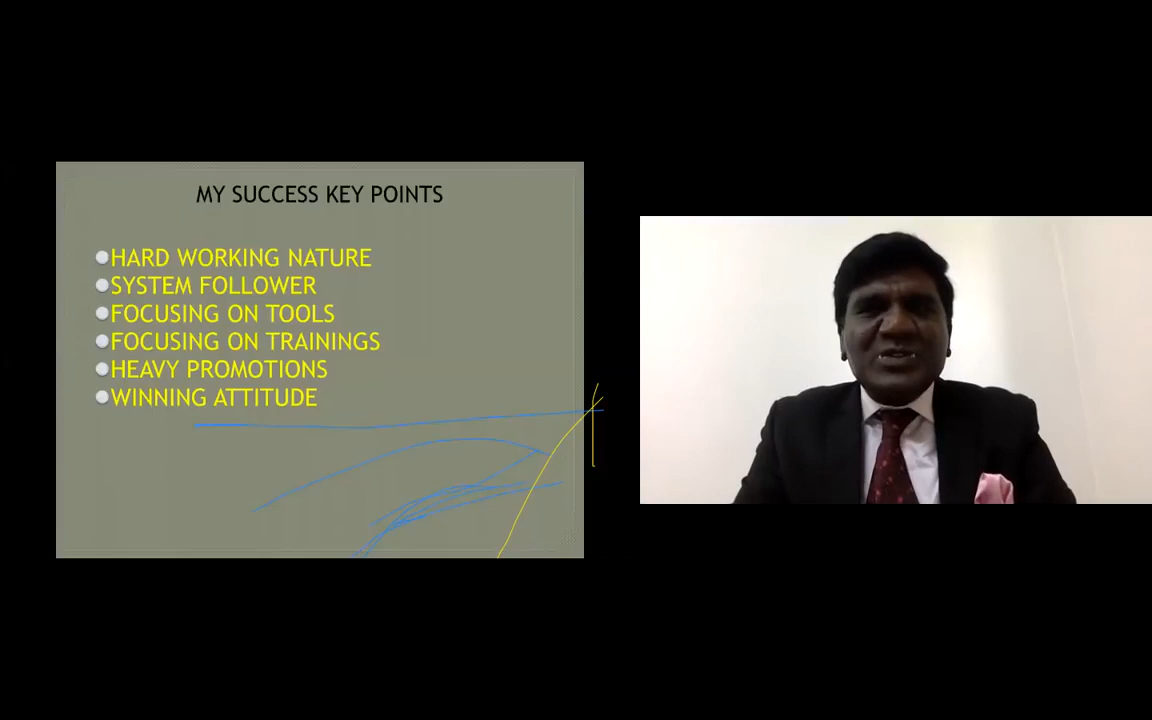 MY SUCCESS KEY POINTS
HARD WORKING NATURE
SYSTEM FOLLOWER
FOCUSING ON TOOLS
FOCUSING ON TRAININGS
HEAVY PROMOTIONS
WINNING ATTITUDE